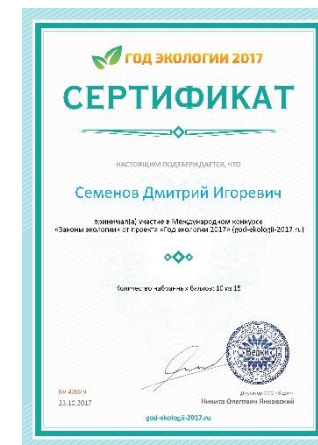 ГОД ЭКОЛОГИИ 2017
СЕРТИФИКАТ
НАСТОЯЩИМ ПОДТВЕРЖДАЕТСЯ, ЧТО
Семенов Дмитрий Игоревич
принимал(а) участие в Международном конкурсе
«Законы экологии» от проекта «Год экологии 2017» (god-ekologii-2017.ru)
Количество набранных баллов: 10 из 15
23.10.2017
Директор ООО
Никита Олегович Янковский
god-ekologii-2017.ru